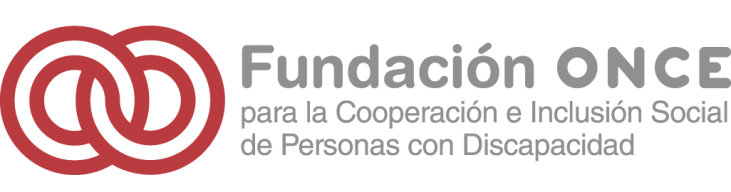 Fundación ONCE
para la Cooperación e Inclusión Social
de Personas con Discapacidad